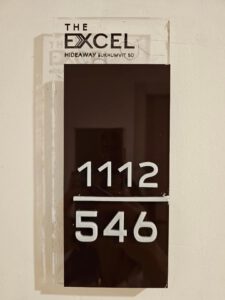 THE
EXCEL
HIDEAWAY SUKHUMVIT 50
1112
546